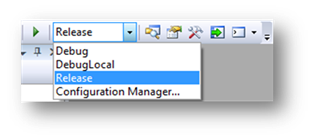 Release
Debug
DebugLocal
Release
Configuration Manager...